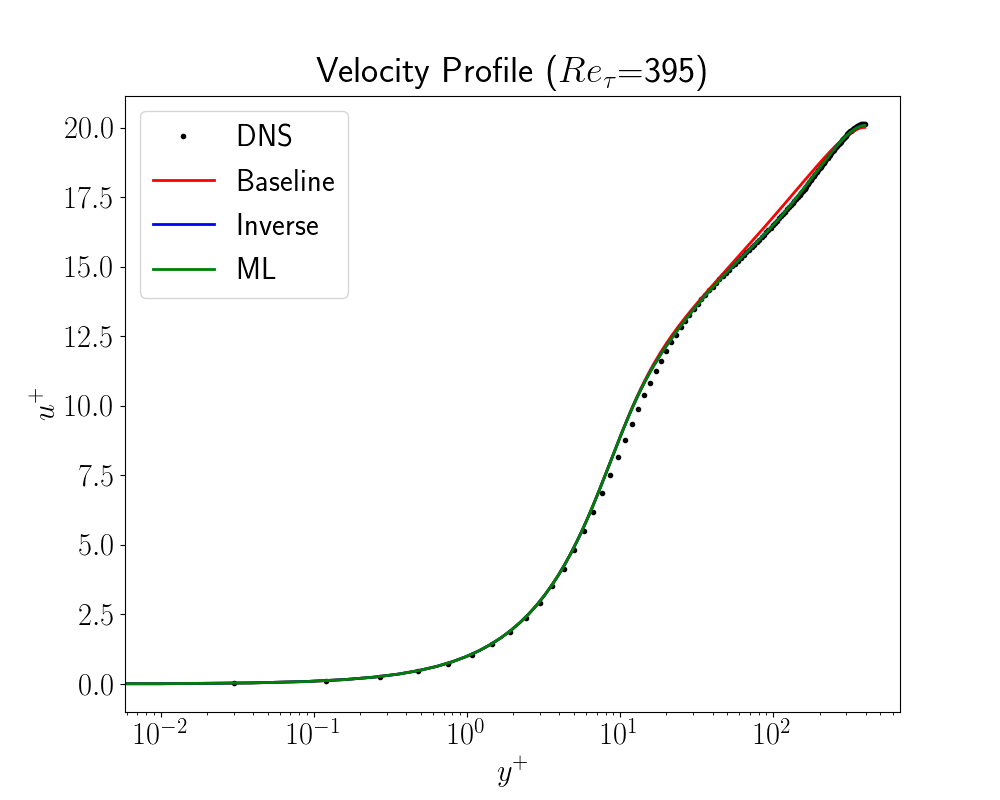 Velocity Profile ($Re_\tau$=395)
DNS
Baseline
Inverse
ML
20.0
17.5
15.0
12.5
10.0
7.5
5.0
2.5
0.0
$u^+$
$10^{-2}$ $10^{-1}$ $10^0$ $10^1$ $10^2$
$y^+$